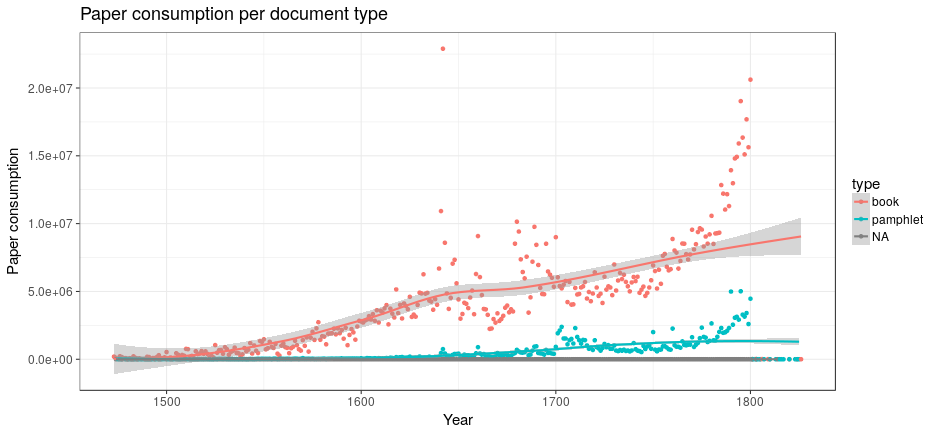 Paper consumption per document type
Paper consumption
2.0e+07
1.5e+07
1.0e+07
5.0e+06
0.0e+00
1500
1600
1700
1800
Year
type
book
pamphlet
NA